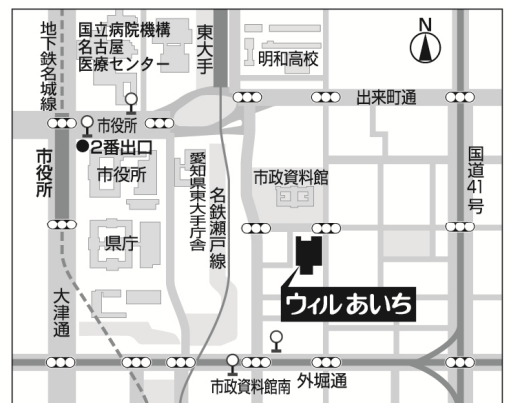 N
国立病院機構
名古屋
医療センター
地下鉄名城線
東大手
明和高校
出来町通
市役所
●2番出口
市役所
市役所
愛知県東大手庁舎
名鉄瀬戸線
市政資料館
国道41号
県庁
ウィルあいち
大津通
市政資料館南
外堀通